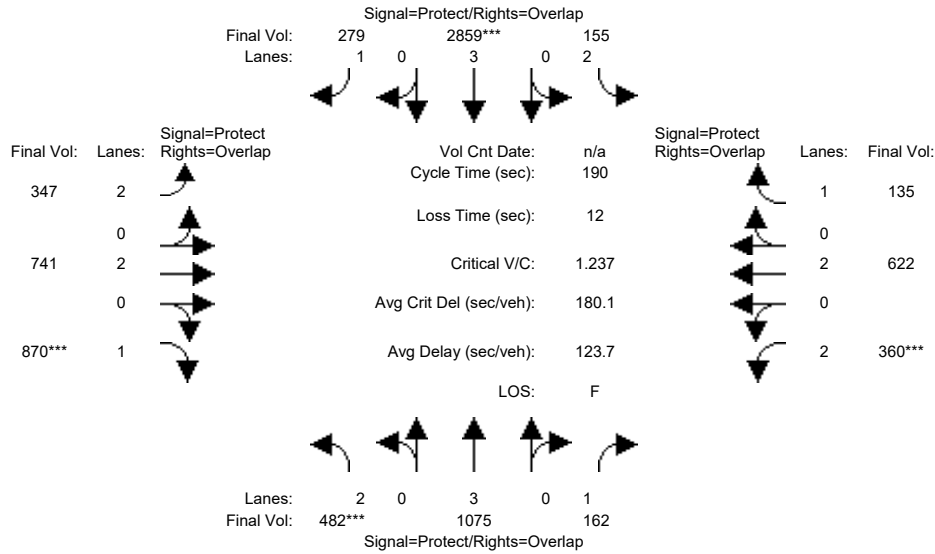 Signal=Protect/Rights=Overlap
Final Vol: 279 2859*** 155
Lanes: 1 0 3 0 2
Signal=Protect Signal=Protect
Final Vol: Lanes: Rights=Overlap Vol Cnt Date: n/a Rights=Overlap Lanes: Final Vol:
Cycle Time (sec): 190
347 2 1 135
Loss Time (sec): 12
0 0
741 2 Critical V/C: 1.237 2 622
0 Avg Crit Del (sec/veh): 180.1 0
870*** 1 Avg Delay (sec/veh): 123.7 2 360***
LOS: F
Lanes: 2 0 3 0 1
Final Vol: 482*** 1075 162
Signal=Protect/Rights=Overlap